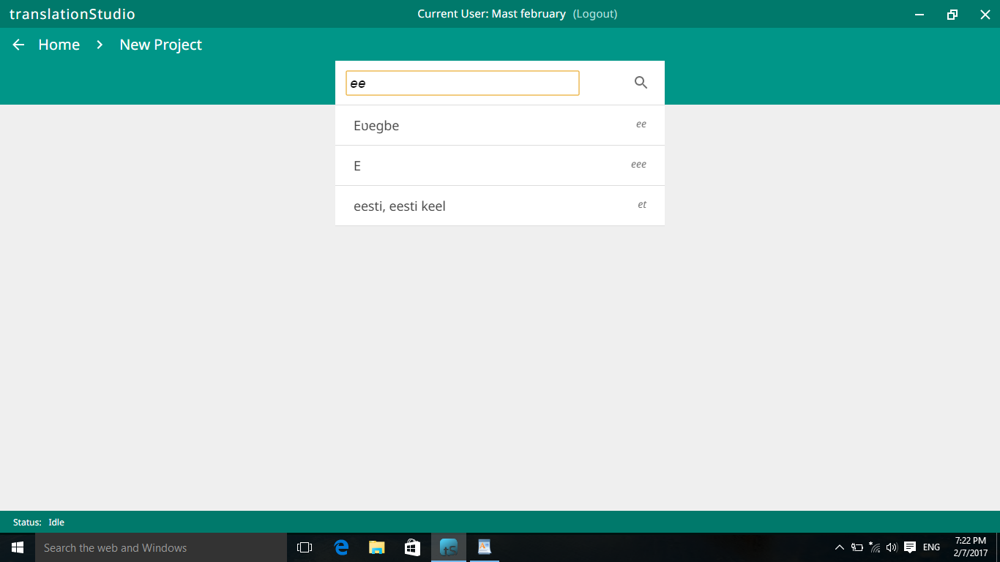 translationStudio
Current User: Mast february (Logout)
Home
New Project
ee
Eʋegbe ee
E eee
eesti, eesti keel et
Status: Idle
Search the web and Windows
tS
ENG
7:22 PM
2/7/2017